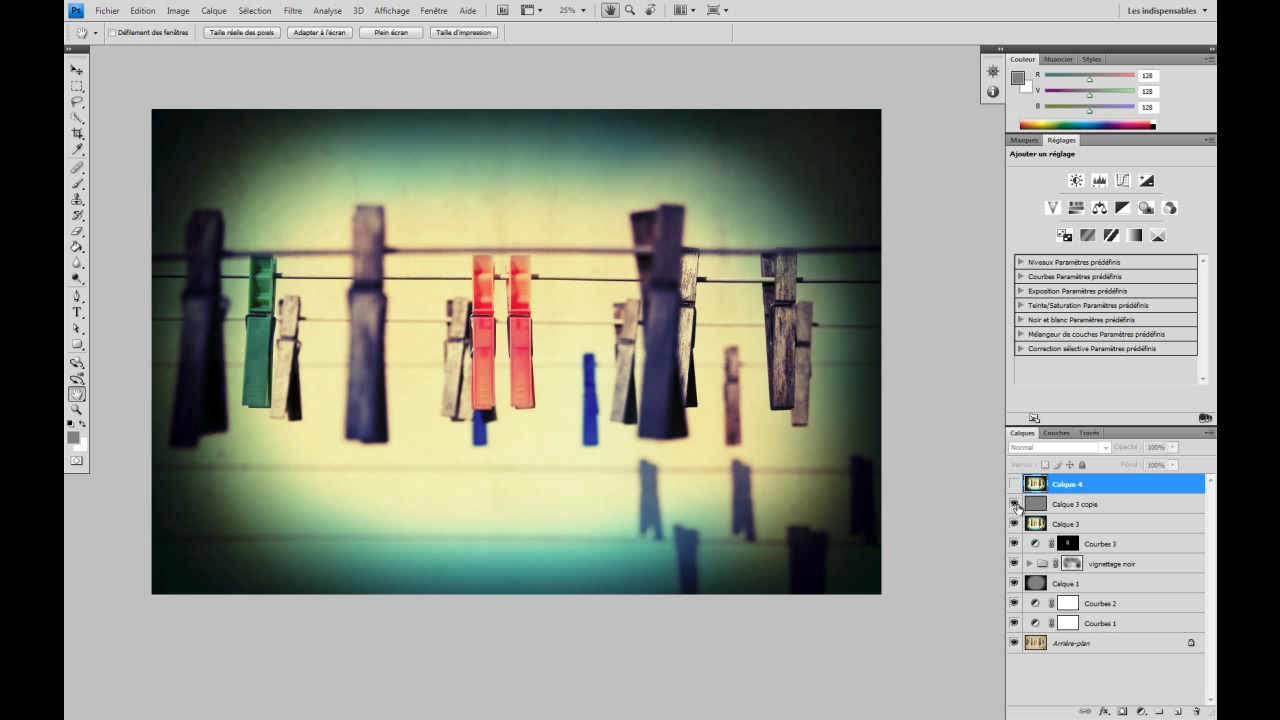 Ps Fichier Edition Image Calque Sélection Filtre Analyse 3D Affichage Fenêtre Aide Br 25% Les indispensables
Défilement des fenêtres Taille réelle des pixels Adapter à l'écran Plein écran Taille d'impression
Couleur Nuancier Styles
R 128
V 128
B 128
Masques Réglages
Ajouter un réglage
Niveaux Paramètres prédéfinis
Courbes Paramètres prédéfinis
Exposition Paramètres prédéfinis
Teinte/Saturation Paramètres prédéfinis
Noir et blanc Paramètres prédéfinis
Mélangeur de couches Paramètres prédéfinis
Correction sélective Paramètres prédéfinis
Calques Couches Tracés
Normal Opacité : 100%
Verrou : Fond : 100%
Calque 4
Calque 3 copie
Calque 3
Courbes 3
vignettage noir
Calque 1
Courbes 2
Courbes 1
Arrière-plan